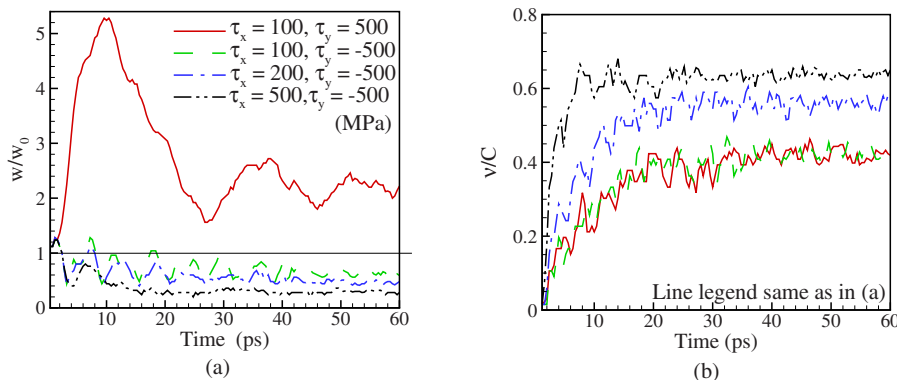 w/w0
5
4
3
2
1
0
10
20
30
40
50
60
Time (ps)
τx = 100, τy = 500
τx = 100, τy = -500
τx = 200, τy = -500
τx = 500, τy = -500
(MPa)
(a)
v/C
0.8
0.6
0.4
0.2
0
10
20
30
40
50
60
Line legend same as in (a)
Time (ps)
(b)